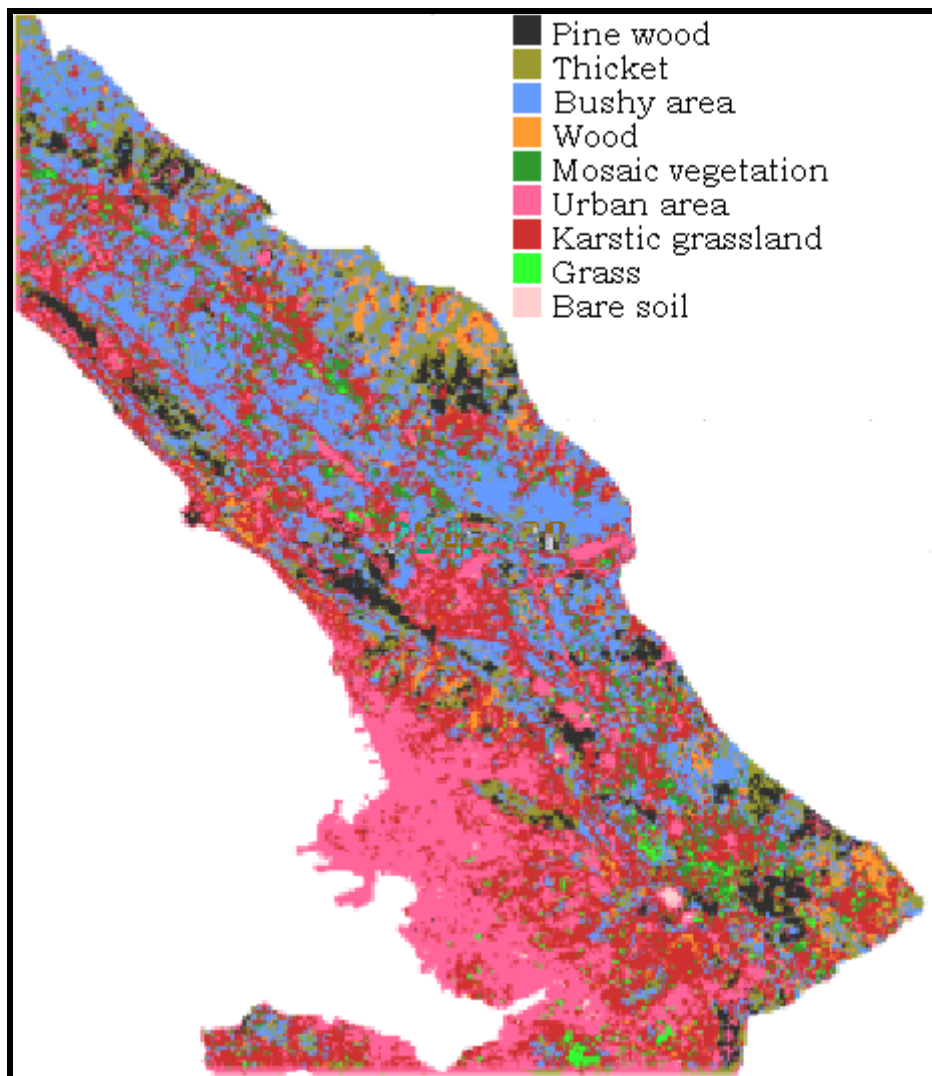 Pine wood
Thicket
Bushy area
Wood
Mosaic vegetation
Urban area
Karstic grassland
Grass
Bare soil